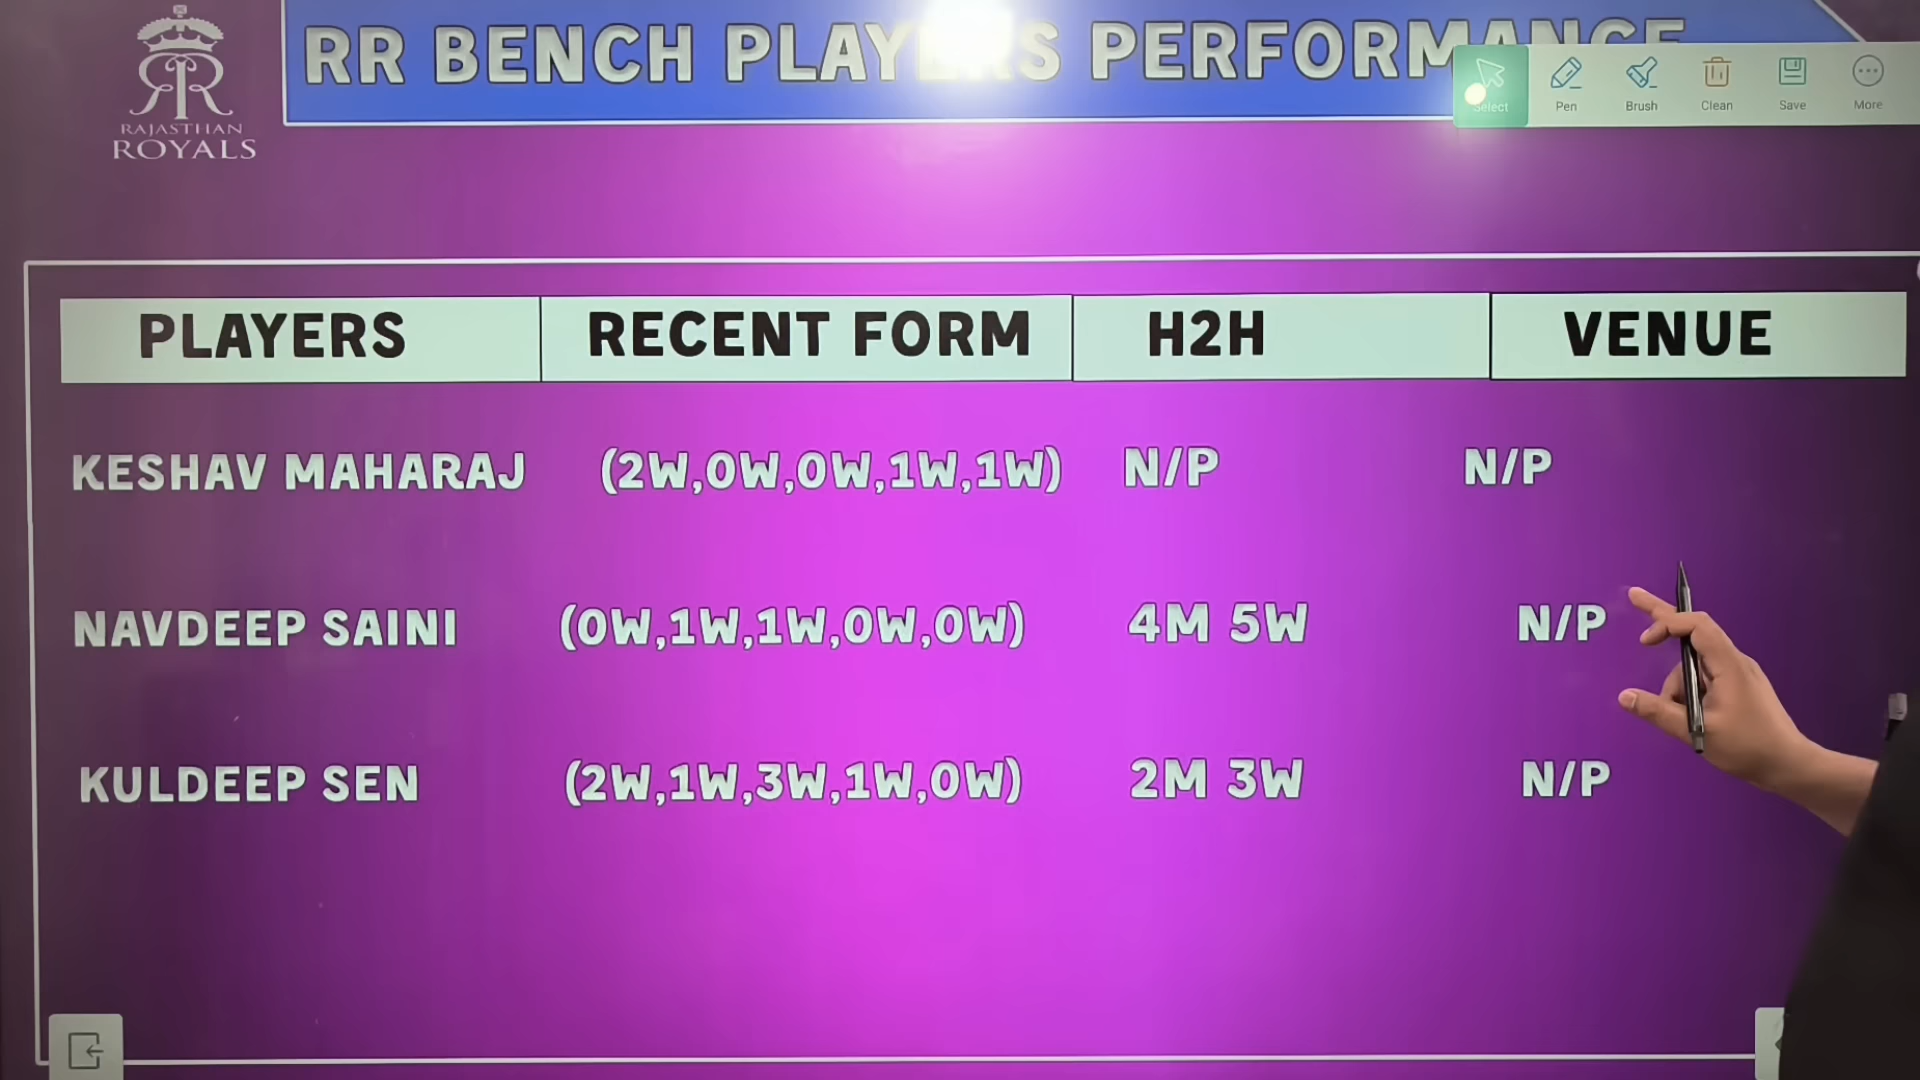 RR BENCH PLAYERS PERFORMANCE
RAJASTHAN
ROYALS
Select Pen Brush Clean Save More
PLAYERS RECENT FORM H2H VENUE
KESHAV MAHARAJ (2W,0W,0W,1W,1W) N/P N/P
NAVDEEP SAINI (0W,1W,1W,0W,0W) 4M 5W N/P
KULDEEP SEN (2W,1W,3W,1W,0W) 2M 3W N/P